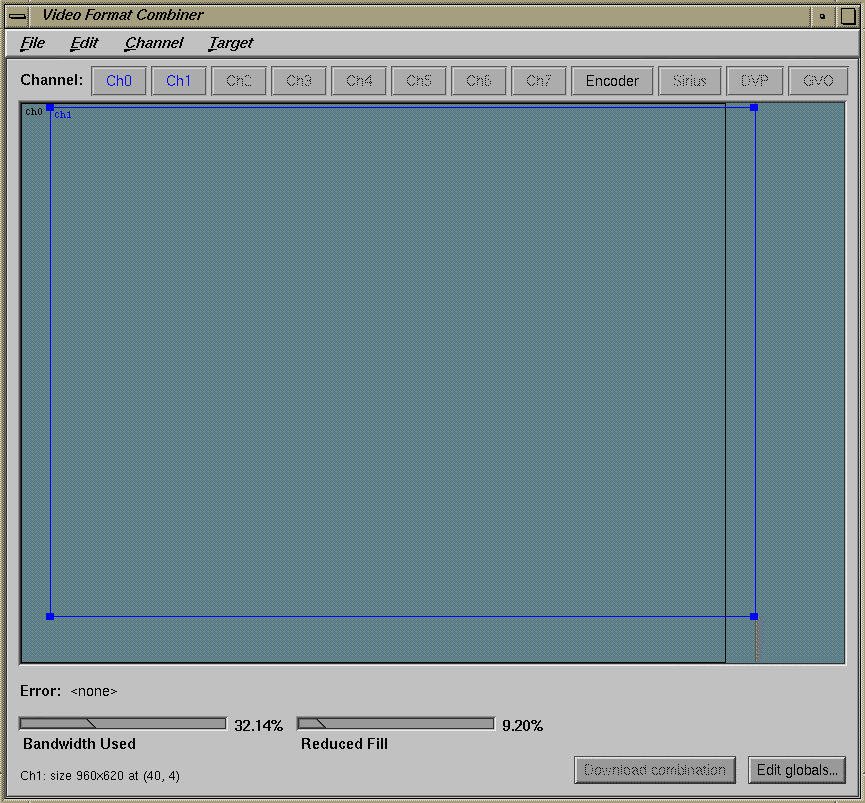 Video Format Combiner
File Edit Channel Target
Channel: Ch0 Ch1 Ch2 Ch3 Ch4 Ch5 Ch6 Ch7 Encoder Sirius DVP GVO
ch0 ch1
Error: <none>
32.14% 9.20%
Bandwidth Used Reduced Fill
Ch1: size 960x620 at (40, 4)
Download combination Edit globals...